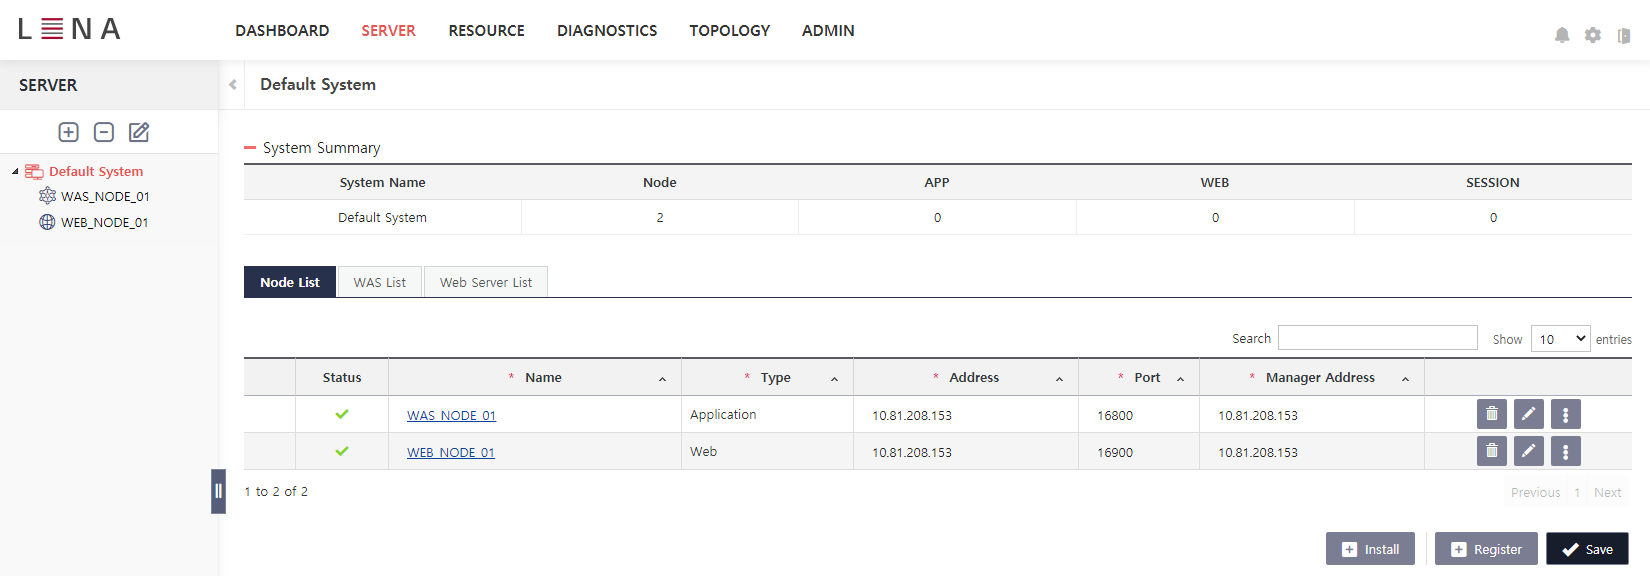 LENA DASHBOARD SERVER RESOURCE DIAGNOSTICS TOPOLOGY ADMIN
SERVER
Default System
Default System
WAS_NODE_01
WEB_NODE_01
System Summary
System Name Node APP WEB SESSION
Default System 2 0 0 0
Node List WAS List Web Server List
Search Show 10 entries
Status * Name * Type * Address * Port * Manager Address
WAS_NODE_01 Application 10.81.208.153 16800 10.81.208.153
WEB_NODE_01 Web 10.81.208.153 16900 10.81.208.153
1 to 2 of 2
Previous 1 Next
Install Register Save